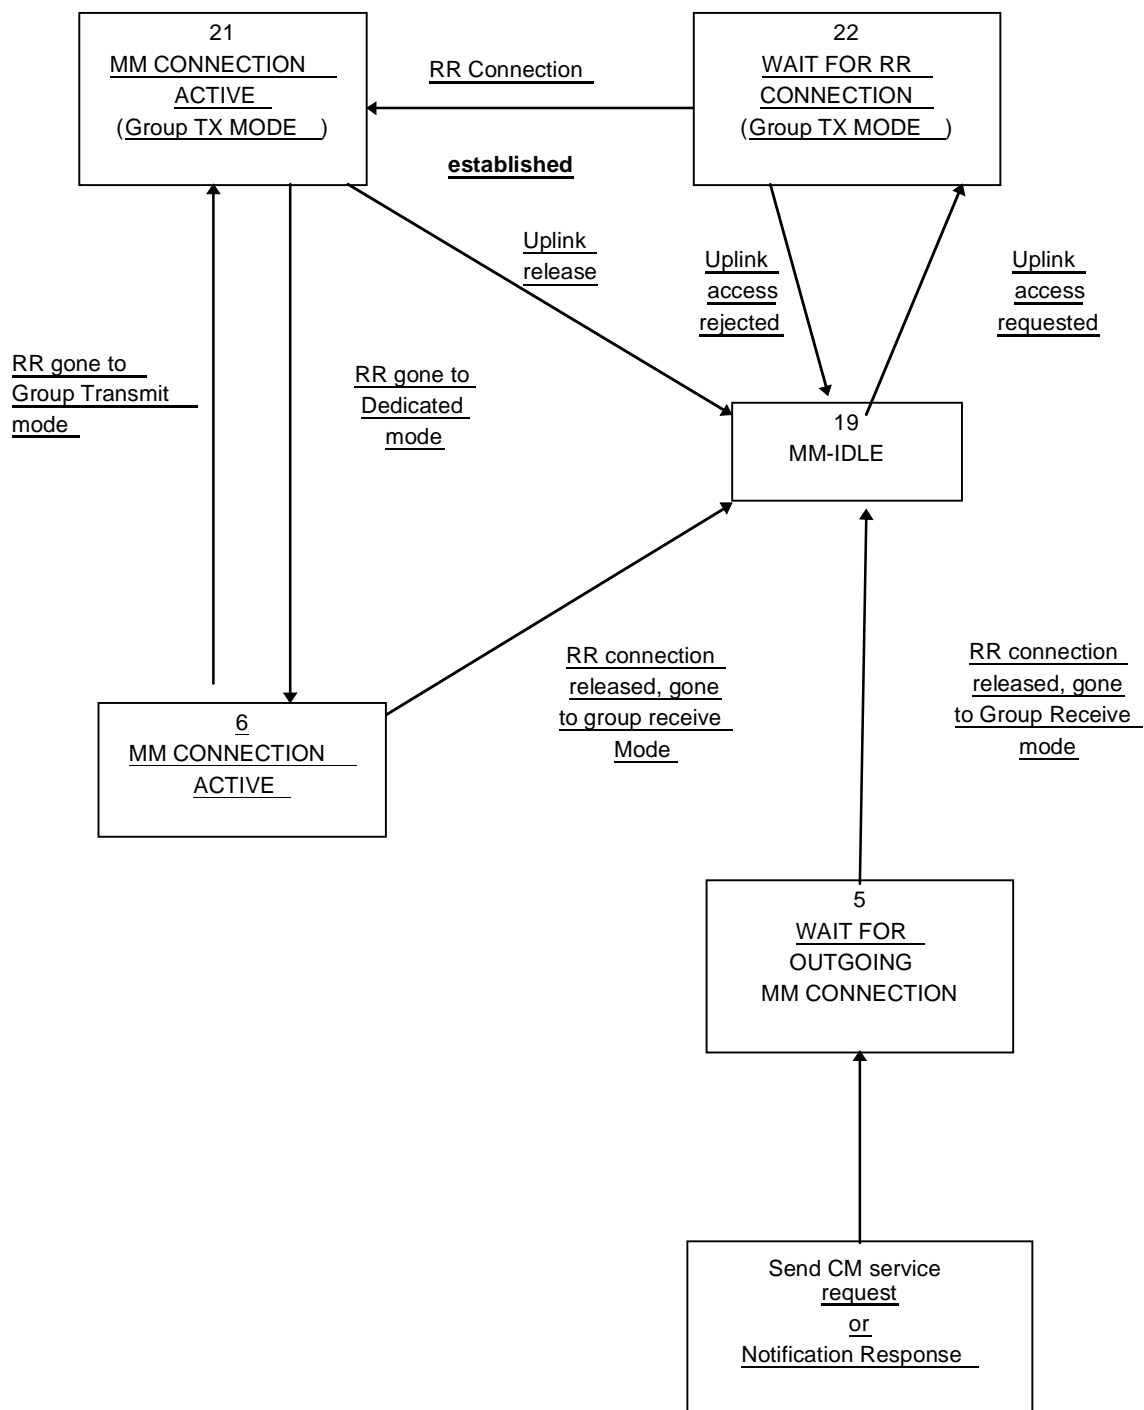 21
MM CONNECTION
ACTIVE
(Group TX MODE )
RR Connection
established
22
WAIT FOR RR
CONNECTION
(Group TX MODE )
Uplink
release
Uplink
access
rejected
Uplink
access
requested
RR gone to
Group Transmit
mode
RR gone to
Dedicated
mode
19
MM-IDLE
RR connection
released, gone
to group receive
Mode
RR connection
released, gone
to Group Receive
mode
6
MM CONNECTION
ACTIVE
5
WAIT FOR
OUTGOING
MM CONNECTION
Send CM service
request
or
Notification Response